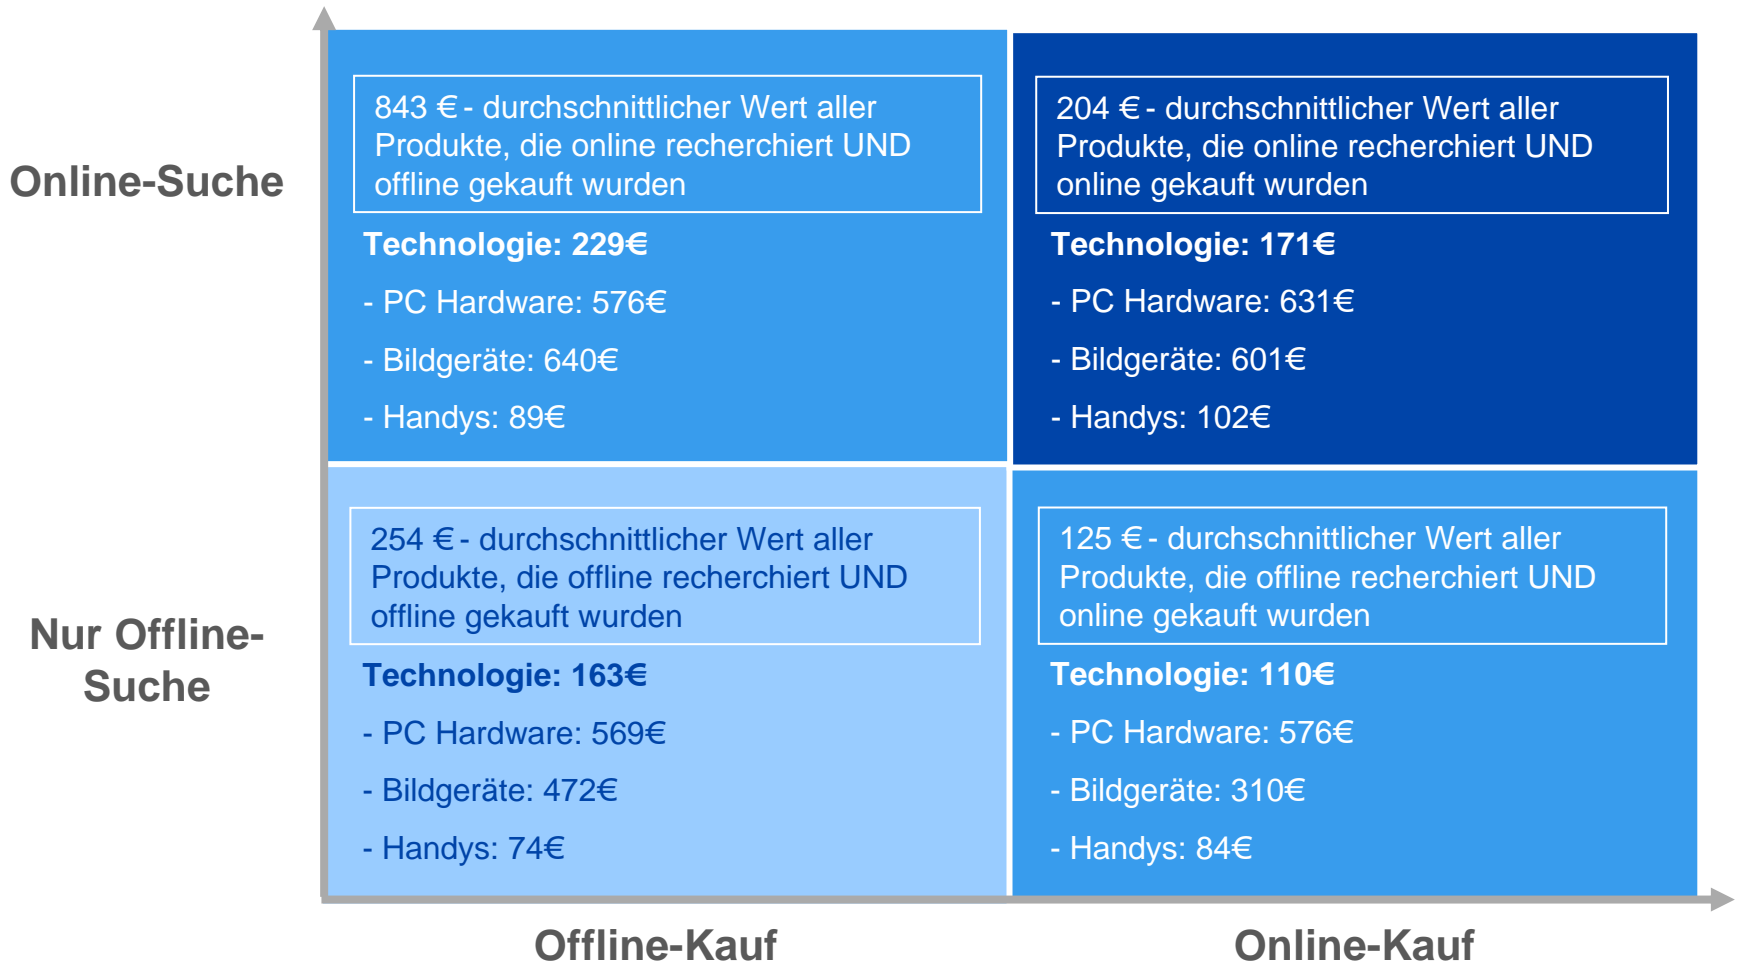 Online-Suche
843 € - durchschnittlicher Wert aller
Produkte, die online recherchiert UND
offline gekauft wurden
Technologie: 229€
- PC Hardware: 576€
- Bildgeräte: 640€
- Handys: 89€
204 € - durchschnittlicher Wert aller
Produkte, die online recherchiert UND
online gekauft wurden
Technologie: 171€
- PC Hardware: 631€
- Bildgeräte: 601€
- Handys: 102€
Nur Offline-
Suche
254 € - durchschnittlicher Wert aller
Produkte, die offline recherchiert UND
offline gekauft wurden
Technologie: 163€
- PC Hardware: 569€
- Bildgeräte: 472€
- Handys: 74€
125 € - durchschnittlicher Wert aller
Produkte, die offline recherchiert UND
online gekauft wurden
Technologie: 110€
- PC Hardware: 576€
- Bildgeräte: 310€
- Handys: 84€
Offline-Kauf
Online-Kauf